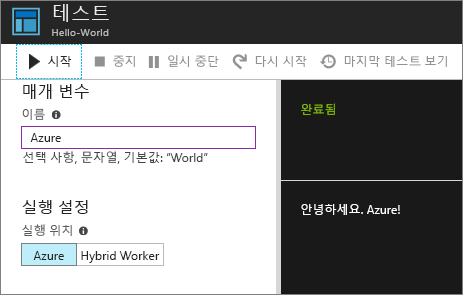 테스트
Hello-World
시작 중지 일시 중단 다시 시작 마지막 테스트 보기
매개 변수
이름
Azure
선택 사항, 문자열, 기본값: “World”
실행 설정
실행 위치
Azure Hybrid Worker
완료됨
안녕하세요. Azure!